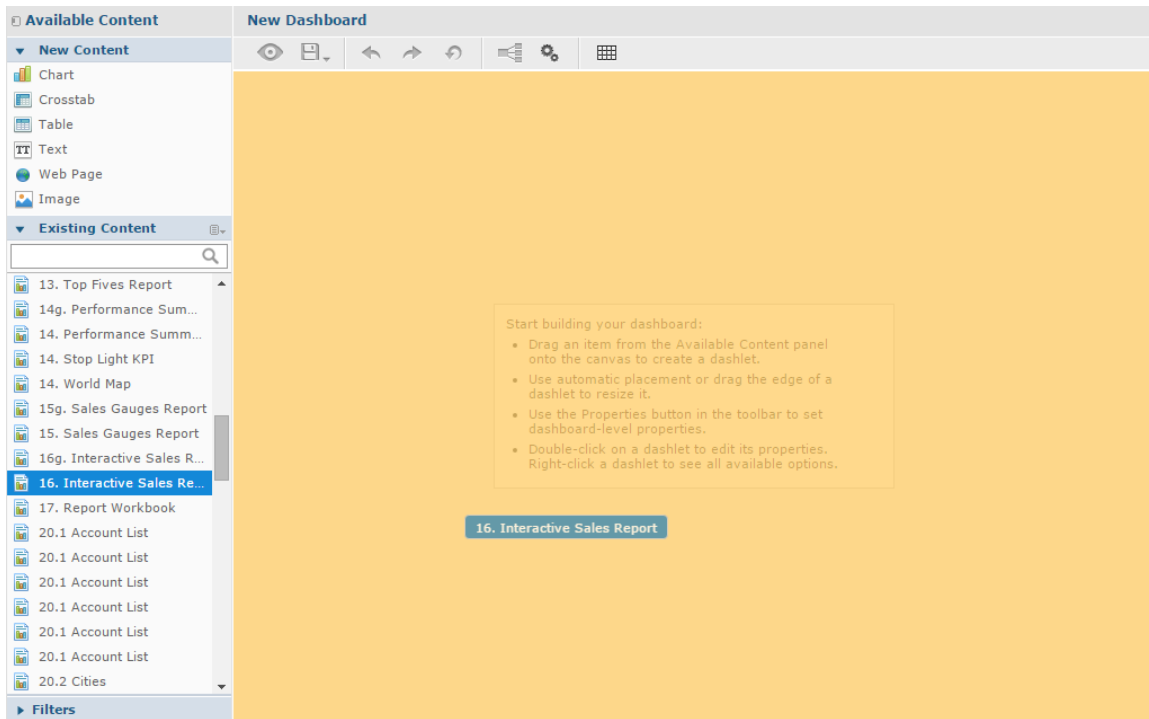 Available Content
New Dashboard
New Content
Chart
Crosstab
Table
TT Text
Web Page
Image
Existing Content
13. Top Fives Report
14g. Performance Sum...
14. Performance Summ...
14. Stop Light KPI
14. World Map
15g. Sales Gauges Report
15. Sales Gauges Report
16g. Interactive Sales R...
16. Interactive Sales Re...
17. Report Workbook
20.1 Account List
20.1 Account List
20.1 Account List
20.1 Account List
20.1 Account List
20.1 Account List
20.2 Cities
Filters
Start building your dashboard:
• Drag an item from the Available Content panel
onto the canvas to create a dashlet.
• Use automatic placement or drag the edge of a
dashlet to resize it.
• Use the Properties button in the toolbar to set
dashboard-level properties.
• Double-click on a dashlet to edit its properties.
Right-click a dashlet to see all available options.
16. Interactive Sales Report